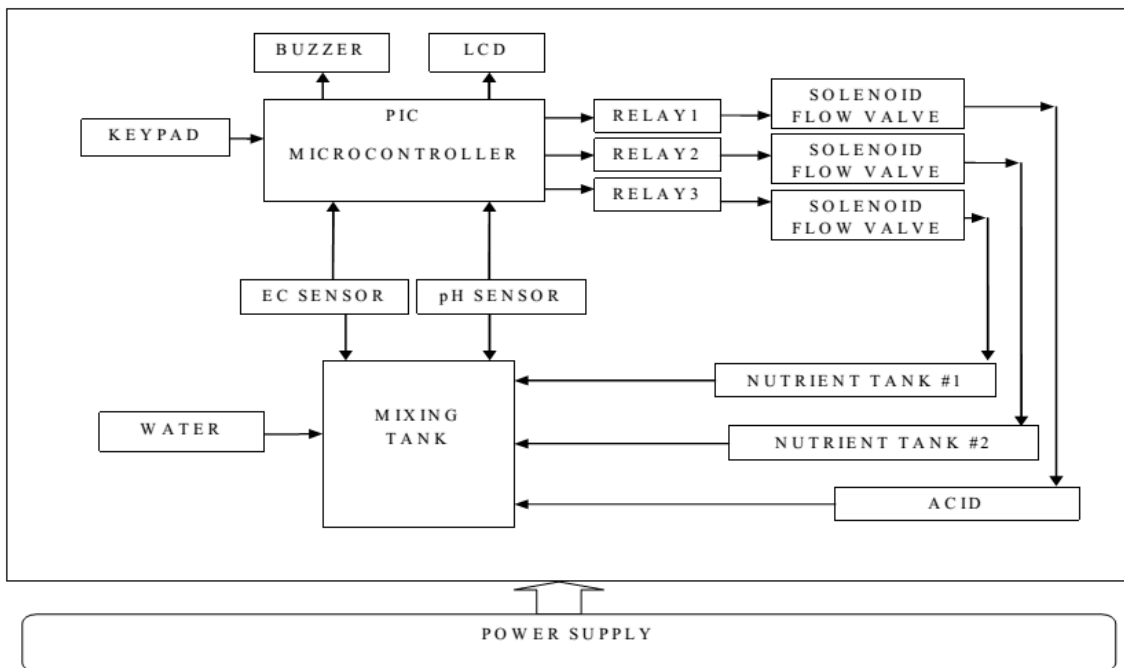 BUZZER
LCD
PIC
MICROCONTROLLER
KEYPAD
RELAY1
RELAY2
RELAY3
SOLENOID
FLOW VALVE
SOLENOID
FLOW VALVE
SOLENOID
FLOW VALVE
EC SENSOR
pH SENSOR
MIXING
TANK
WATER
NUTRIENT TANK #1
NUTRIENT TANK #2
ACID
POWER SUPPLY